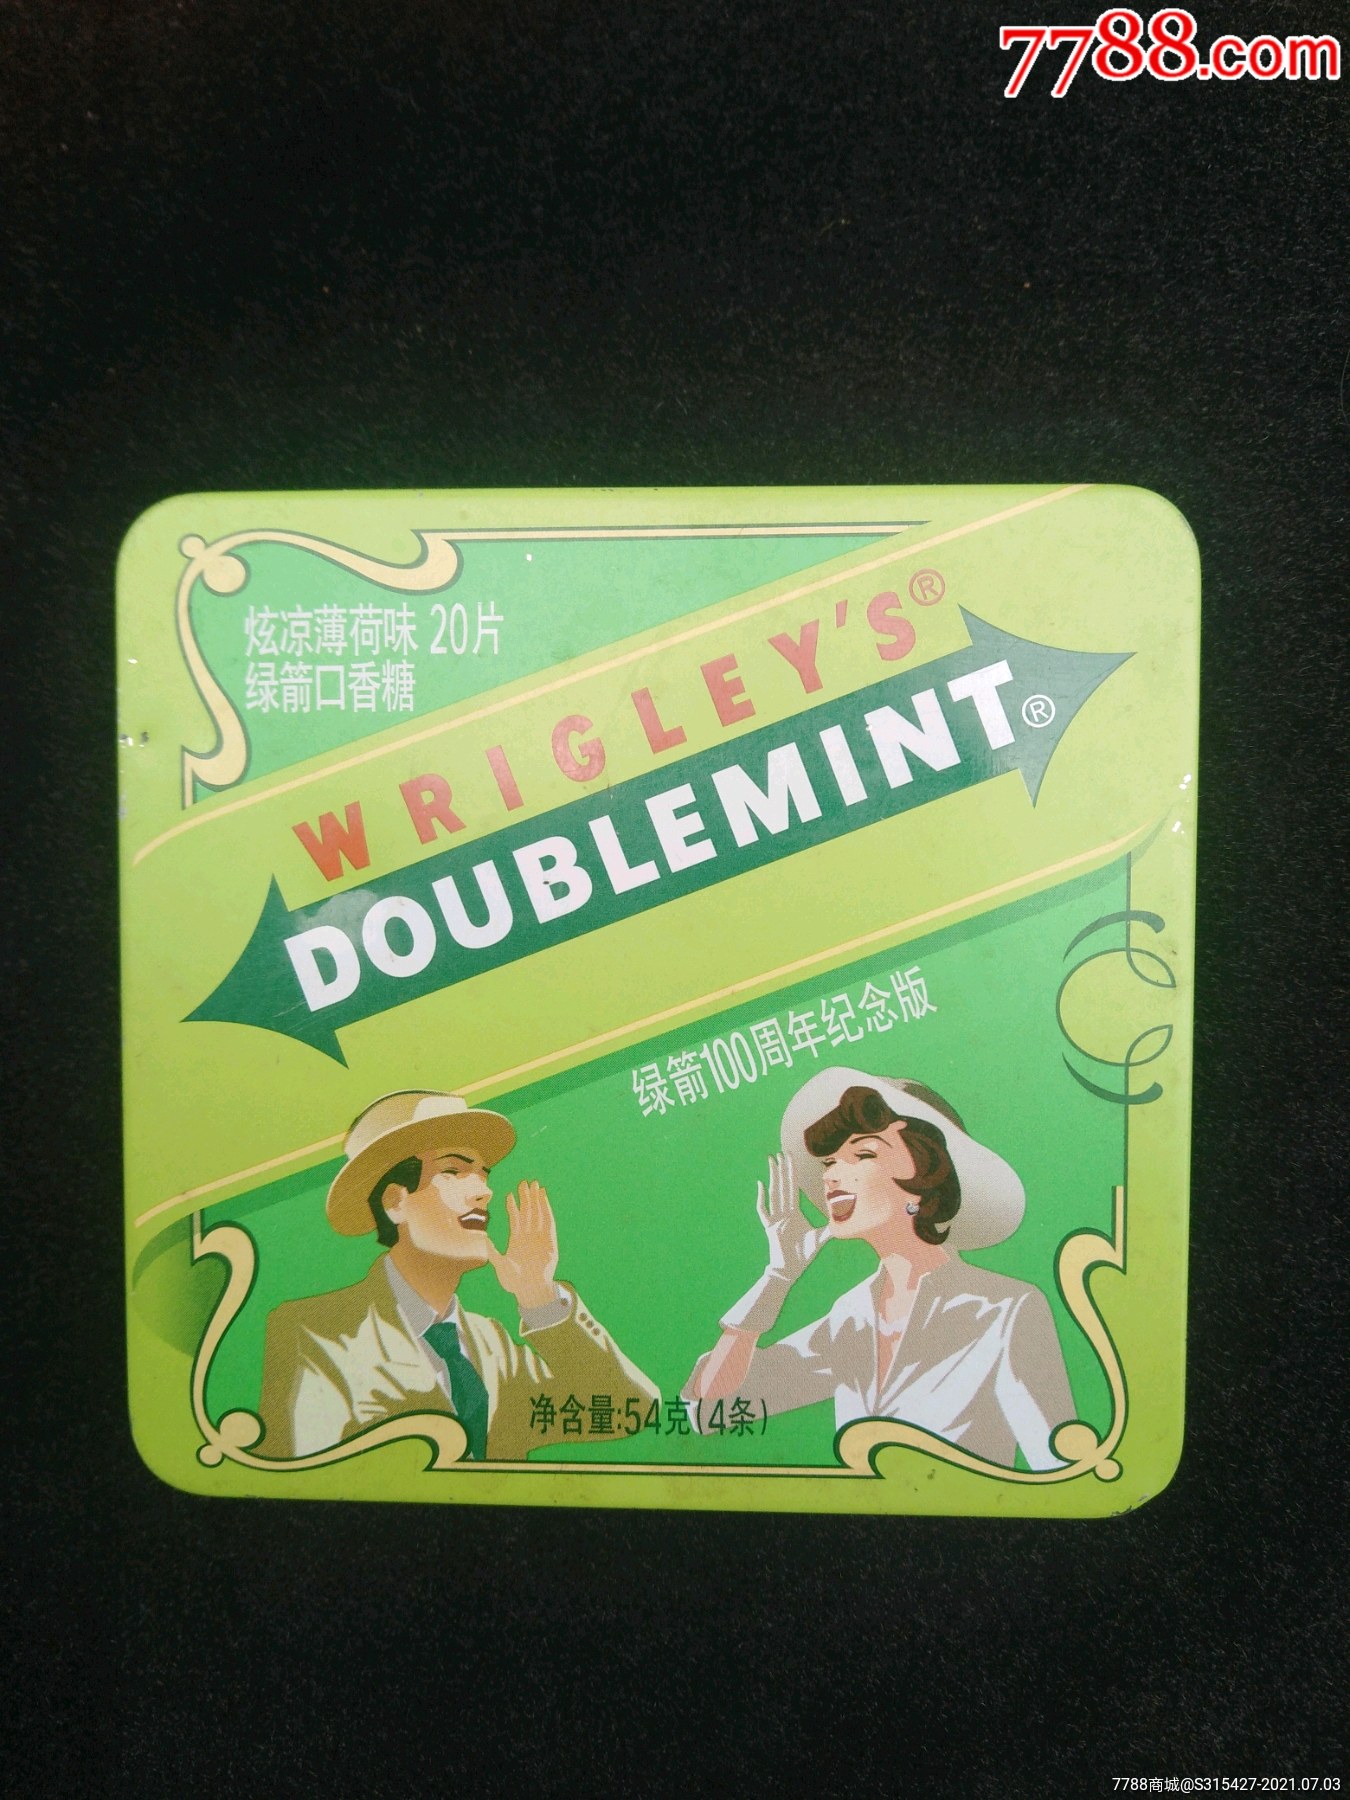 7788.com
炫凉薄荷味 20片
绿箭口香糖
WRIGLEY'S®
DOUBLEMINT®
绿箭100周年纪念版
净含量:54克(4条)
7788商城@S315427-2021.07.03